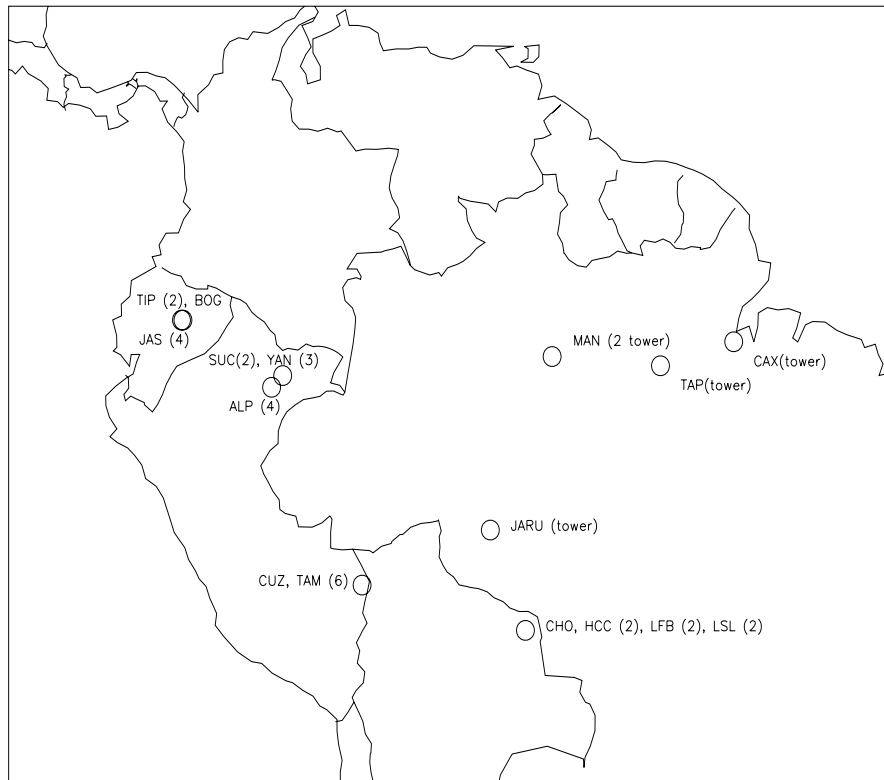 TIP (2), BOG
JAS (4)
MAN (2 tower)
CAX(tower)
SUC(2), YAN (3)
TAP(tower)
ALP (4)
JARU (tower)
CUZ, TAM (6)
CHO, HCC (2), LFB (2), LSL (2)